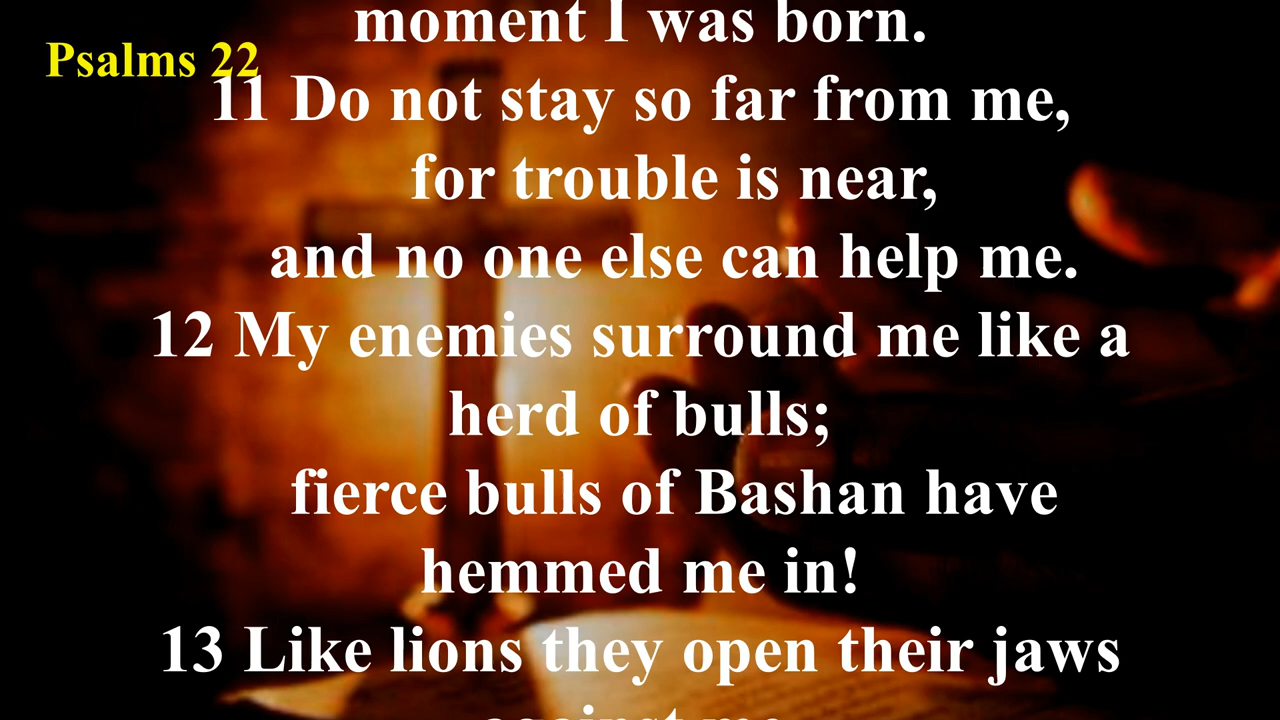 moment I was born.
Psalms 22
11 Do not stay so far from me,
for trouble is near,
and no one else can help me.
12 My enemies surround me like a
herd of bulls;
fierce bulls of Bashan have
hemmed me in!
13 Like lions they open their jaws
against me,